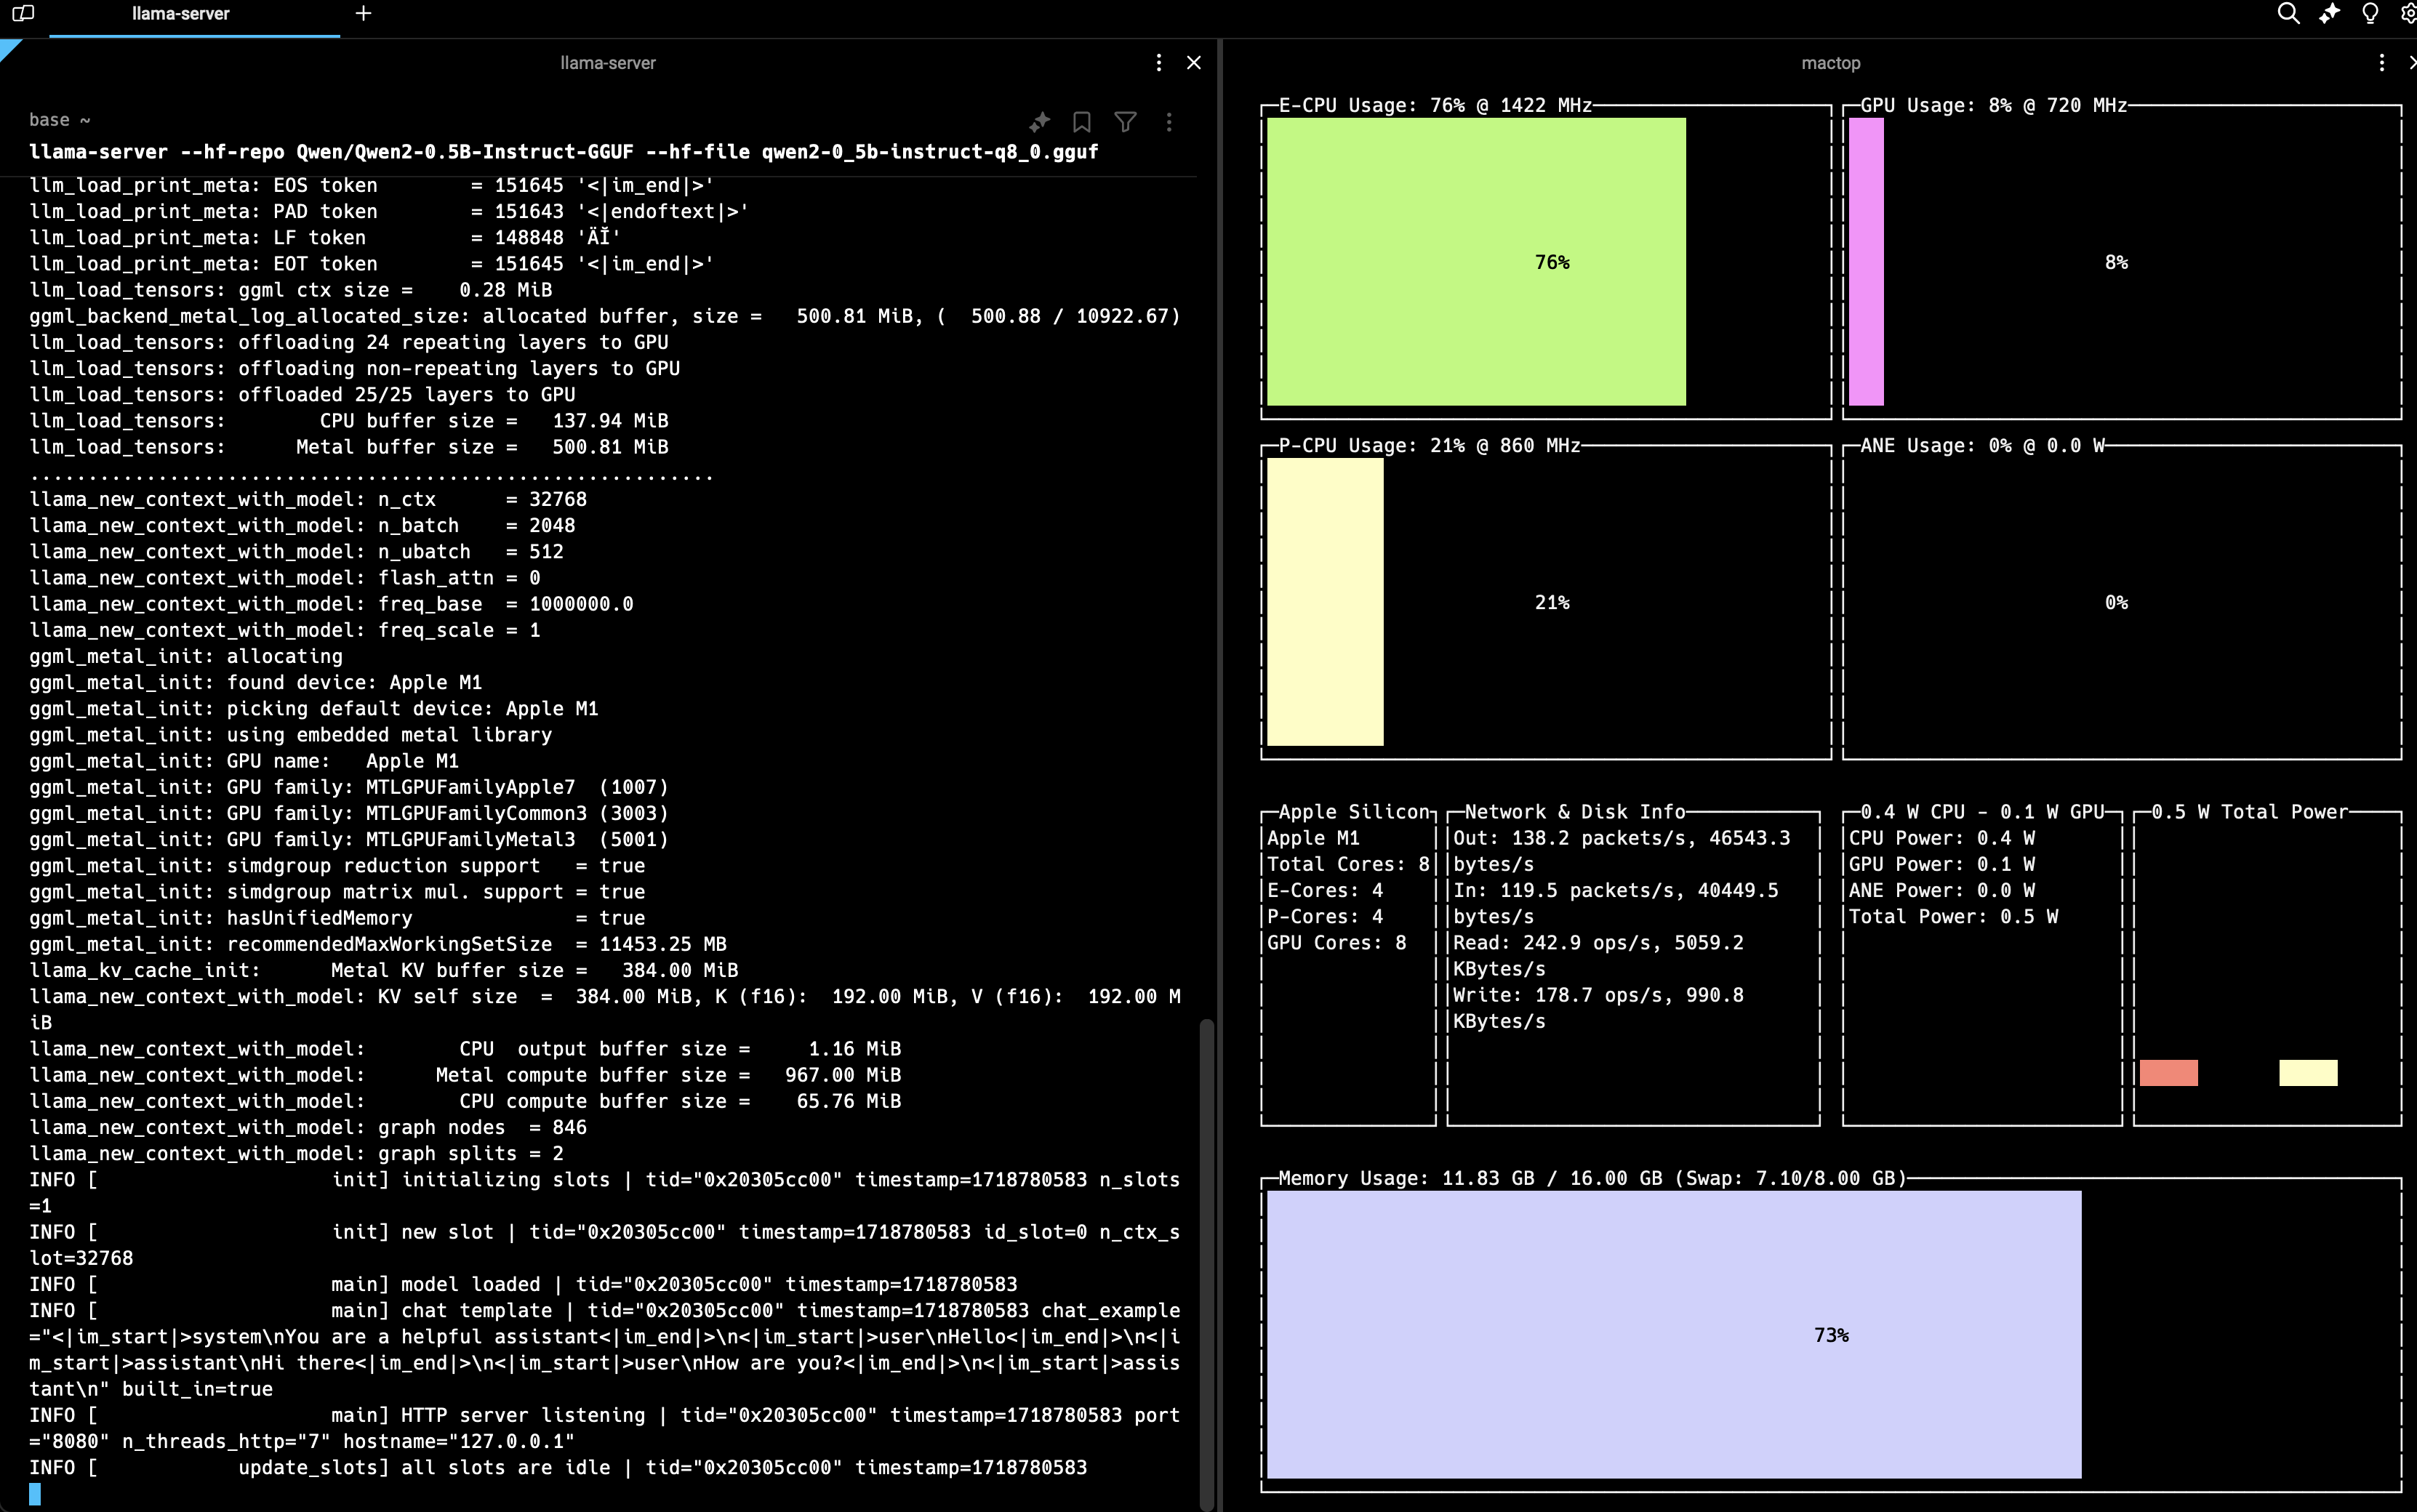 llama-server
llama-server
base ~
llama-server --hf-repo Qwen/Qwen2-0.5B-Instruct-GGUF --hf-file qwen2-0_5b-instruct-q8_0.gguf
llm_load_print_meta: EOS token        = 151645 '<|im_end|>'
llm_load_print_meta: PAD token        = 151643 '<|endoftext|>'
llm_load_print_meta: LF token         = 148848 'ÄĬ'
llm_load_print_meta: EOT token        = 151645 '<|im_end|>'
llm_load_tensors: ggml ctx size =    0.28 MiB
ggml_backend_metal_log_allocated_size: allocated buffer, size =   500.81 MiB, (  500.88 / 10922.67)
llm_load_tensors: offloading 24 repeating layers to GPU
llm_load_tensors: offloading non-repeating layers to GPU
llm_load_tensors: offloaded 25/25 layers to GPU
llm_load_tensors:        CPU buffer size =   137.94 MiB
llm_load_tensors:      Metal buffer size =   500.81 MiB
...........................................................
llama_new_context_with_model: n_ctx      = 32768
llama_new_context_with_model: n_batch    = 2048
llama_new_context_with_model: n_ubatch   = 512
llama_new_context_with_model: flash_attn = 0
llama_new_context_with_model: freq_base  = 1000000.0
llama_new_context_with_model: freq_scale = 1
ggml_metal_init: allocating
ggml_metal_init: found device: Apple M1
ggml_metal_init: picking default device: Apple M1
ggml_metal_init: using embedded metal library
ggml_metal_init: GPU name:   Apple M1
ggml_metal_init: GPU family: MTLGPUFamilyApple7  (1007)
ggml_metal_init: GPU family: MTLGPUFamilyCommon3 (3003)
ggml_metal_init: GPU family: MTLGPUFamilyMetal3  (5001)
ggml_metal_init: simdgroup reduction support   = true
ggml_metal_init: simdgroup matrix mul. support = true
ggml_metal_init: hasUnifiedMemory              = true
ggml_metal_init: recommendedMaxWorkingSetSize  = 11453.25 MB
llama_kv_cache_init:      Metal KV buffer size =   384.00 MiB
llama_new_context_with_model: KV self size  =  384.00 MiB, K (f16):  192.00 MiB, V (f16):  192.00 M
iB
llama_new_context_with_model:        CPU  output buffer size =     1.16 MiB
llama_new_context_with_model:      Metal compute buffer size =   967.00 MiB
llama_new_context_with_model:        CPU compute buffer size =    65.76 MiB
llama_new_context_with_model: graph nodes  = 846
llama_new_context_with_model: graph splits = 2
INFO [                    init] initializing slots | tid="0x20305cc00" timestamp=1718780583 n_slots
=1
INFO [                    init] new slot | tid="0x20305cc00" timestamp=1718780583 id_slot=0 n_ctx_s
lot=32768
INFO [                    main] model loaded | tid="0x20305cc00" timestamp=1718780583
INFO [                    main] chat template | tid="0x20305cc00" timestamp=1718780583 chat_example
="<|im_start|>system\nYou are a helpful assistant<|im_end|>\n<|im_start|>user\nHello<|im_end|>\n<|i
m_start|>assistant\nHi there<|im_end|>\n<|im_start|>user\nHow are you?<|im_end|>\n<|im_start|>assis
tant\n" built_in=true
INFO [                    main] HTTP server listening | tid="0x20305cc00" timestamp=1718780583 port
="8080" n_threads_http="7" hostname="127.0.0.1"
INFO [            update_slots] all slots are idle | tid="0x20305cc00" timestamp=1718780583
mactop
E-CPU Usage: 76% @ 1422 MHz
76%
GPU Usage: 8% @ 720 MHz
8%
P-CPU Usage: 21% @ 860 MHz
21%
ANE Usage: 0% @ 0.0 W
0%
Apple Silicon
Apple M1
Total Cores: 8
E-Cores: 4
P-Cores: 4
GPU Cores: 8
Network & Disk Info
Out: 138.2 packets/s, 46543.3
bytes/s
In: 119.5 packets/s, 40449.5
bytes/s
Read: 242.9 ops/s, 5059.2
KBytes/s
Write: 178.7 ops/s, 990.8
KBytes/s
0.4 W CPU - 0.1 W GPU
CPU Power: 0.4 W
GPU Power: 0.1 W
ANE Power: 0.0 W
Total Power: 0.5 W
0.5 W Total Power
Memory Usage: 11.83 GB / 16.00 GB (Swap: 7.10/8.00 GB)
73%